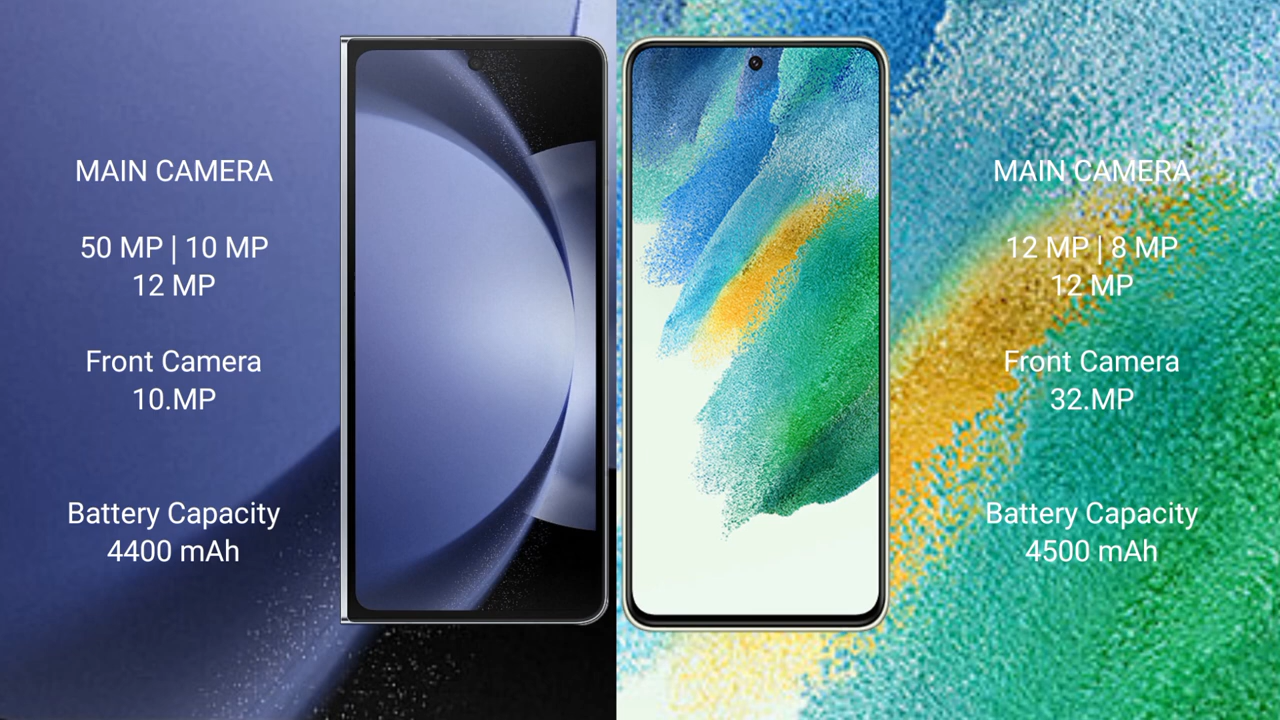 MAIN CAMERA
50 MP | 10 MP
12 MP
Front Camera
10.MP
Battery Capacity
4400 mAh
MAIN CAMERA
12 MP | 8 MP
12 MP
Front Camera
32.MP
Battery Capacity
4500 mAh